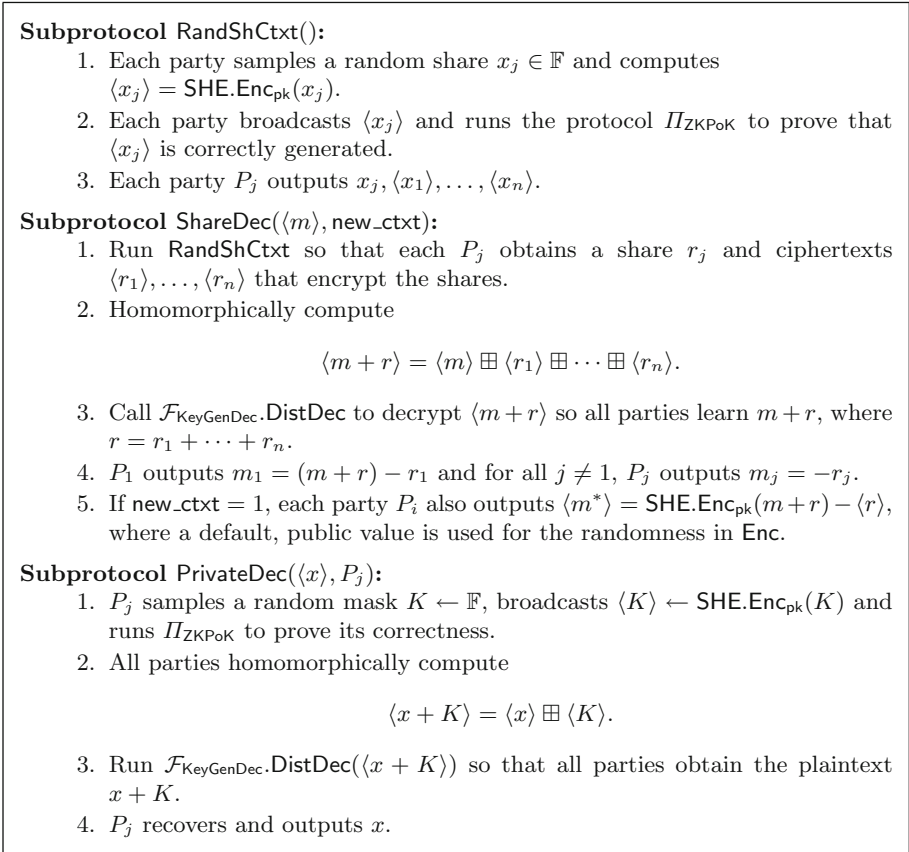 Subprotocol RandShCtxt():
1. Each party samples a random share x_j ∈ 𝔽 and computes
⟨x_j⟩ = SHE.Enc_pk(x_j).
2. Each party broadcasts ⟨x_j⟩ and runs the protocol Π_ZKPoK to prove that
⟨x_j⟩ is correctly generated.
3. Each party P_j outputs x_j, ⟨x_1⟩, . . . , ⟨x_n⟩.
Subprotocol ShareDec(⟨m⟩, new_ctxt):
1. Run RandShCtxt so that each P_j obtains a share r_j and ciphertexts
⟨r_1⟩, . . . , ⟨r_n⟩ that encrypt the shares.
2. Homomorphically compute
⟨m + r⟩ = ⟨m⟩ ⊞ ⟨r_1⟩ ⊞ · · · ⊞ ⟨r_n⟩.
3. Call F_KeyGenDec.DistDec to decrypt ⟨m + r⟩ so all parties learn m + r, where
r = r_1 + · · · + r_n.
4. P_1 outputs m_1 = (m + r) − r_1 and for all j ≠ 1, P_j outputs m_j = −r_j.
5. If new_ctxt = 1, each party P_i also outputs ⟨m*⟩ = SHE.Enc_pk(m + r) − ⟨r⟩,
where a default, public value is used for the randomness in Enc.
Subprotocol PrivateDec(⟨x⟩, P_j):
1. P_j samples a random mask K ← 𝔽, broadcasts ⟨K⟩ ← SHE.Enc_pk(K) and
runs Π_ZKPoK to prove its correctness.
2. All parties homomorphically compute
⟨x + K⟩ = ⟨x⟩ ⊞ ⟨K⟩.
3. Run F_KeyGenDec.DistDec(⟨x + K⟩) so that all parties obtain the plaintext
x + K.
4. P_j recovers and outputs x.